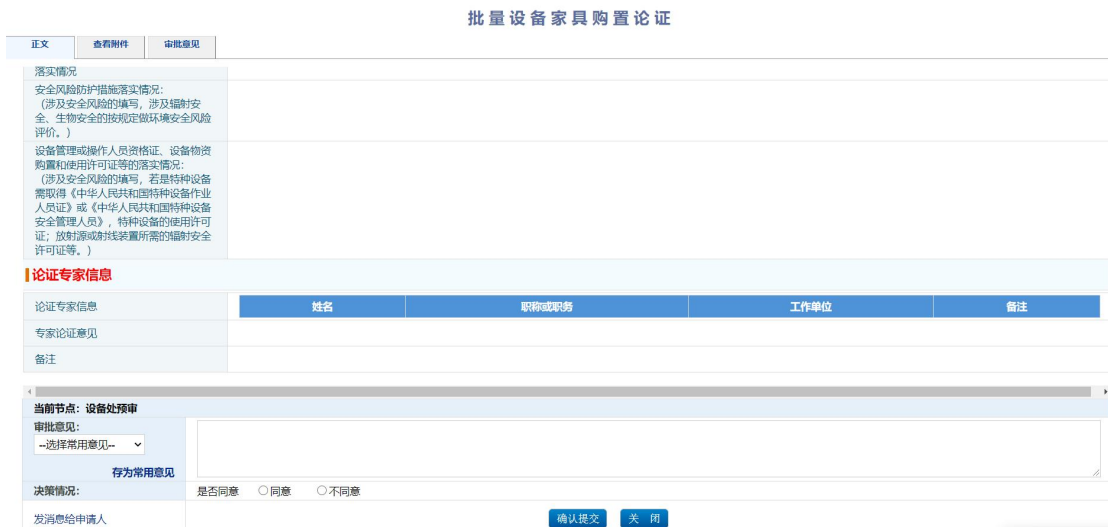 批量设备家具购置论证
正文 查看附件 审批意见
落实情况
安全风险防护措施落实情况：
（涉及安全风险的填写，涉及辐射安
全、生物安全的按规定做环境安全风险
评价。）
设备管理或操作人员资格证、设备物资
购置和使用许可证等的落实情况：
（涉及安全风险的填写，若是特种设备
需取得《中华人民共和国特种设备作业
人员证》或《中华人民共和国特种设备
安全管理人员》，特种设备的使用许可
证；放射源或射线装置所需的辐射安全
许可证等。）
论证专家信息
论证专家信息 姓名 职称或职务 工作单位 备注
专家论证意见
备注
当前节点：设备处预审
审批意见：
--选择常用意见--
存为常用意见
决策情况： 是否同意 同意 不同意
发消息给申请人 确认提交 关 闭